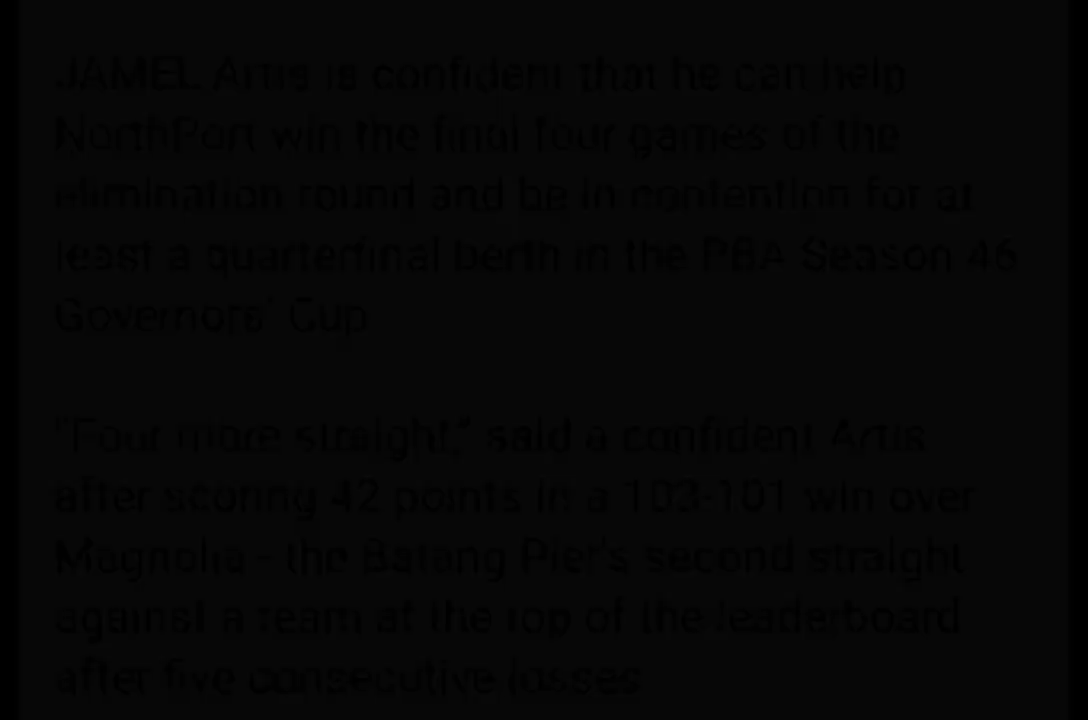 JAMEL Artis is confident that he can help
NorthPort win the final four games of the
elimination round and be in contention for at
least a quarterfinal berth in the PBA Season 46
Governors' Cup
"Four more straight," said a confident Artis
after scoring 42 points in a 103-101 win over
Magnolia - the Batang Pier's second straight
against a team at the top of the leaderboard
after five consecutive losses